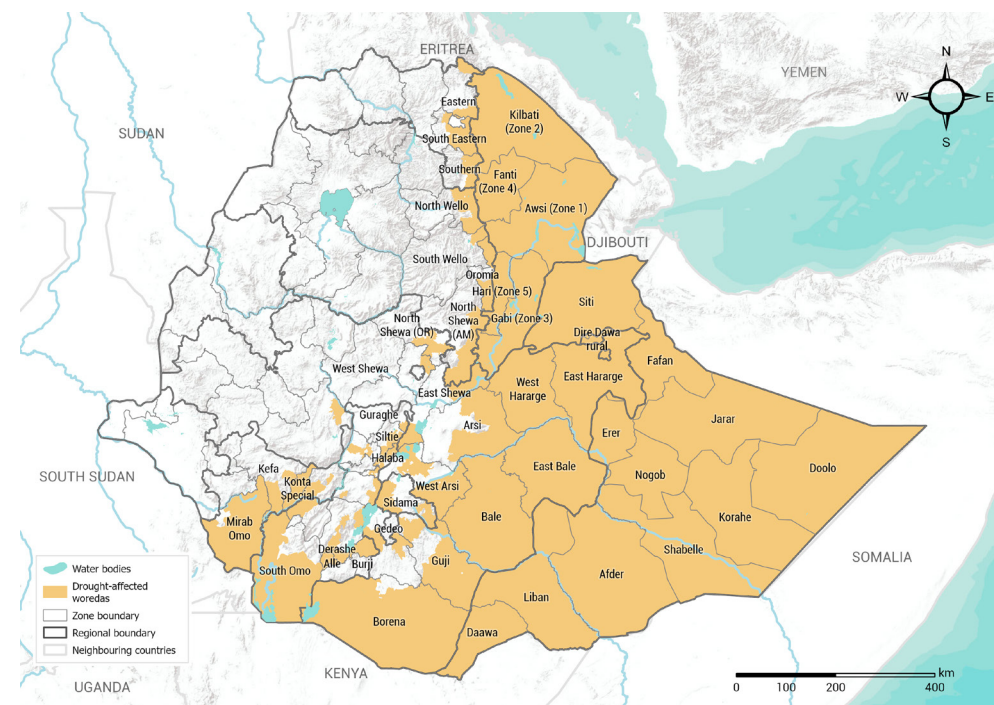 ERITREA
YEMEN
N
W
E
S
SUDAN
Eastern
Kilbati
(Zone 2)
South Eastern
Southern
Fanti
(Zone 4)
North Wello
Awsi (Zone 1)
DJIBOUTI
South Wello
Oromia
Hari (Zone 5)
Siti
North
Shewa (OR)
North
Shewa
(AM)
Gabi (Zone 3)
Dire Dawa
rural
Fafan
West Shewa
East Hararge
West
Hararge
East Shewa
Guraghe
Arsi
Jarar
Siltie
Erer
Halaba
Doolo
Kefa
East Bale
Nogob
SOUTH SUDAN
Konta
Special
West Arsi
Sidama
Bale
Korahe
Mirab
Omo
Gedeo
Derashe
Alle
Burji
Guji
Shabelle
SOMALIA
South Omo
Afder
Liban
Borena
Daawa
Water bodies
Drought-affected
woredas
Zone boundary
Regional boundary
Neighbouring countries
KENYA
UGANDA
km
0 100 200 400